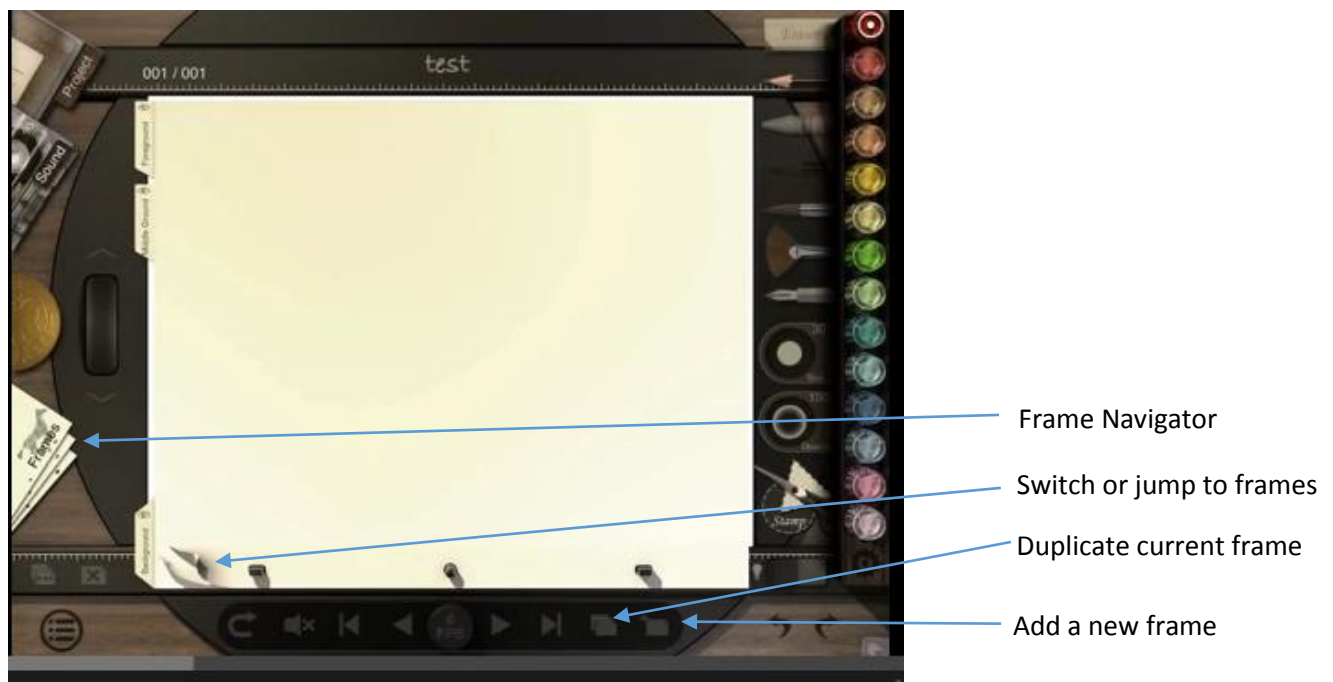 test
001 / 001
Project
Sound
Foreground
Middle Ground
Frames
Background
Stamp
FPS
Frame Navigator
Switch or jump to frames
Duplicate current frame
Add a new frame